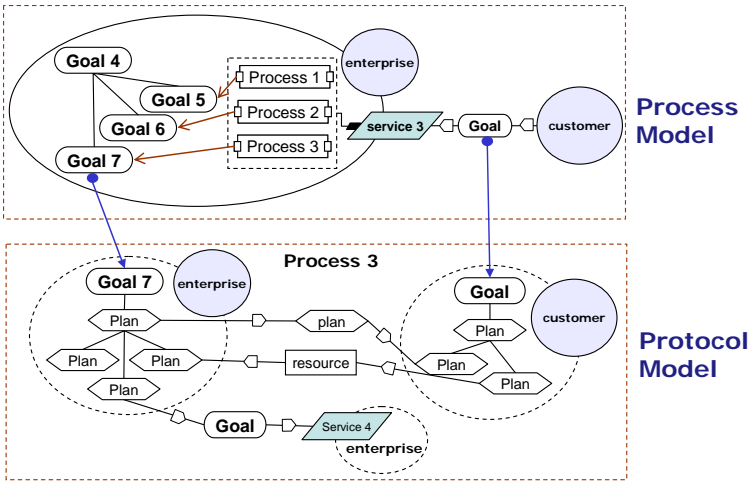 Goal 4
Goal 5
Goal 6
Goal 7
Process 1
Process 2
Process 3
enterprise
service 3
Goal
customer
Process
Model
Process 3
Goal 7
enterprise
Plan
Plan
Plan
Plan
plan
resource
Goal
customer
Plan
Plan
Plan
Goal
Service 4
enterprise
Protocol
Model